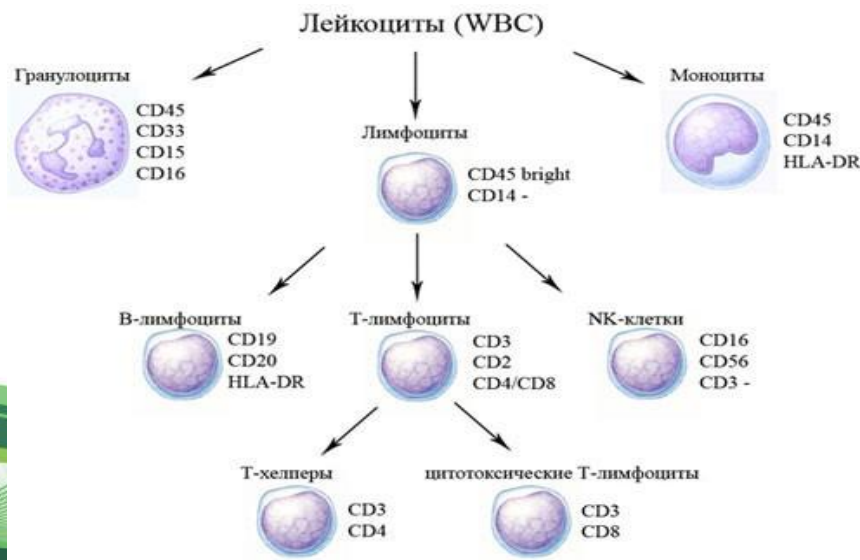 Лейкоциты (WBC)
Гранулоциты
CD45
CD33
CD15
CD16
Лимфоциты
CD45 bright
CD14 -
Моноциты
CD45
CD14
HLA-DR
В-лимфоциты
CD19
CD20
HLA-DR
Т-лимфоциты
CD3
CD2
CD4/CD8
NK-клетки
CD16
CD56
CD3 -
Т-хелперы
CD3
CD4
цитотоксические Т-лимфоциты
CD3
CD8